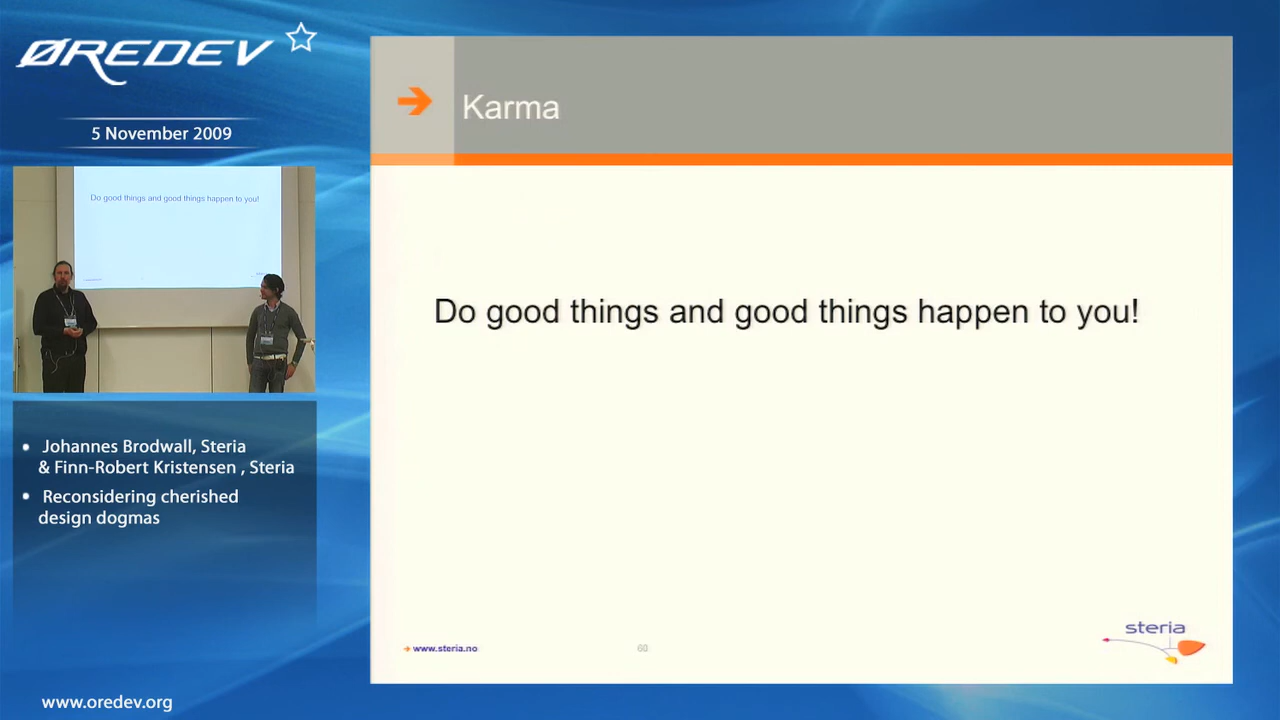 ØREDEV
5 November 2009
Do good things and good things happen to you!
• Johannes Brodwall, Steria
& Finn-Robert Kristensen , Steria
• Reconsidering cherished
design dogmas
www.oredev.org
Karma
Do good things and good things happen to you!
www.steria.no
60
steria